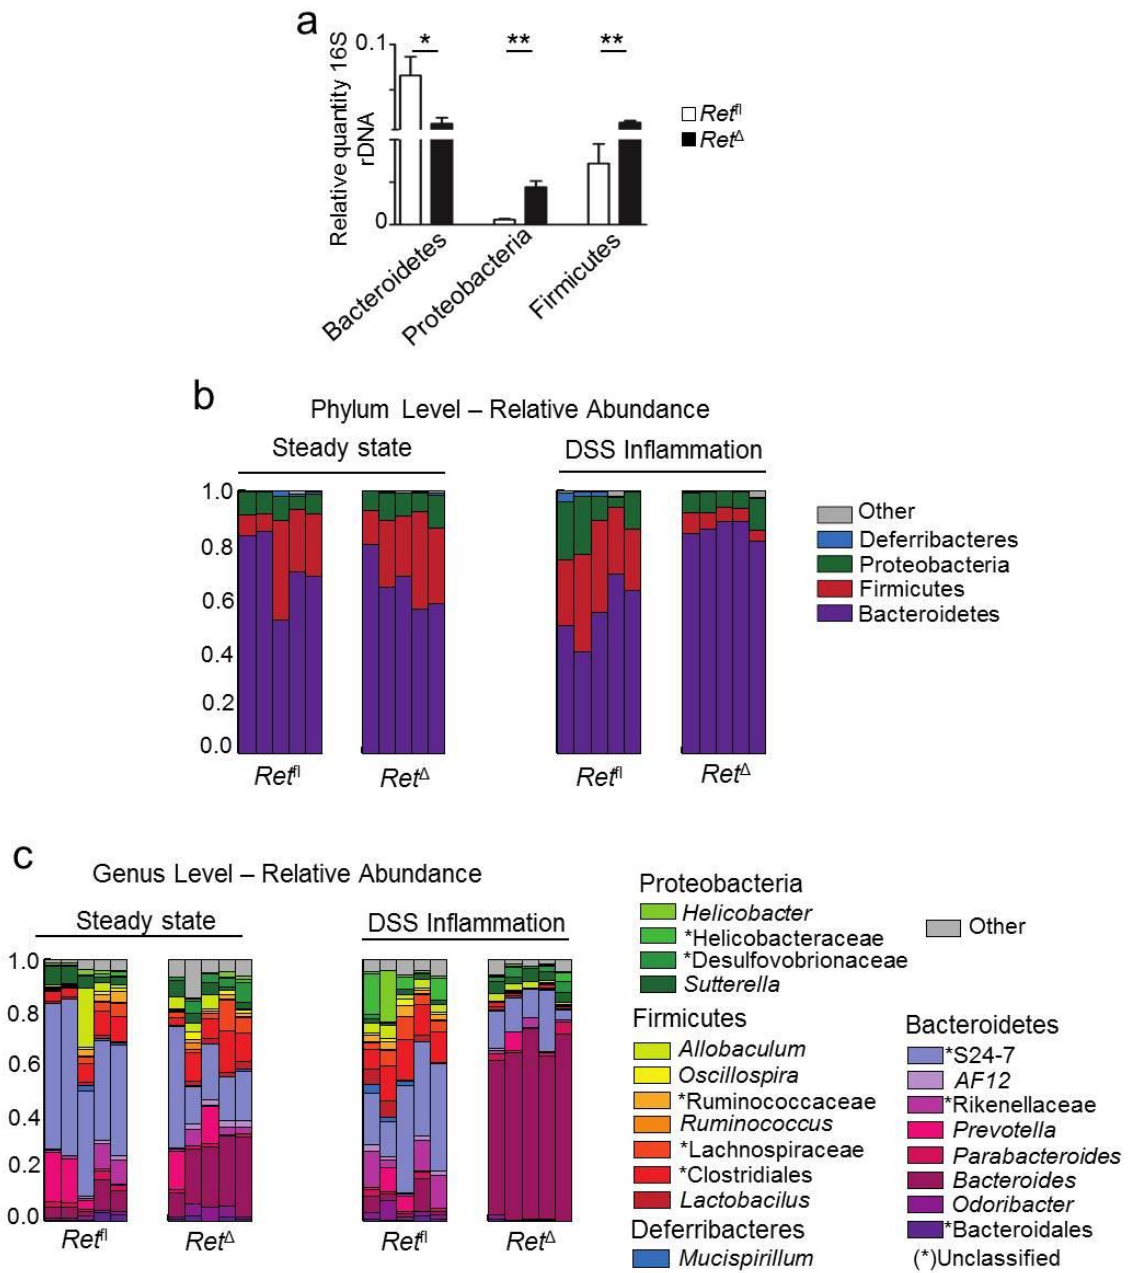 a
Relative quantity 16S
rDNA
0.1
0
*
**
**
Ret^fl
Ret^Δ
Bacteroidetes
Proteobacteria
Firmicutes
b
Phylum Level – Relative Abundance
Steady state
DSS Inflammation
1.0
0.8
0.6
0.4
0.2
0.0
Ret^fl
Ret^Δ
Ret^fl
Ret^Δ
Other
Deferribacteres
Proteobacteria
Firmicutes
Bacteroidetes
c
Genus Level – Relative Abundance
Steady state
DSS Inflammation
1.0
0.8
0.6
0.4
0.2
0.0
Ret^fl
Ret^Δ
Ret^fl
Ret^Δ
Proteobacteria
Helicobacter
*Helicobacteraceae
*Desulfovobrionaceae
Sutterella
Other
Firmicutes
Allobaculum
Oscillospira
*Ruminococcaceae
Ruminococcus
*Lachnospiraceae
*Clostridiales
Lactobacilus
Deferribacteres
Mucispirillum
Bacteroidetes
*S24-7
AF12
*Rikenellaceae
Prevotella
Parabacteroides
Bacteroides
Odoribacter
*Bacteroidales
(*)Unclassified